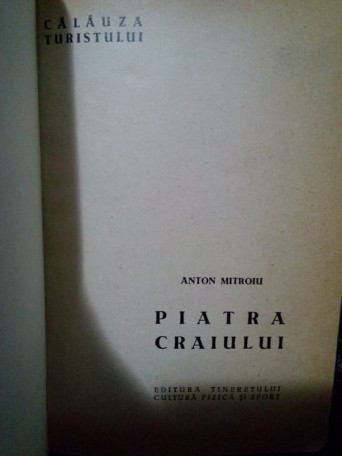 CĂLĂUZA
TURISTULUI
ANTON MITROIU
PIATRA
CRAIULUI
EDITURA TINERETULUI
CULTURĂ FIZICĂ ȘI SPORT